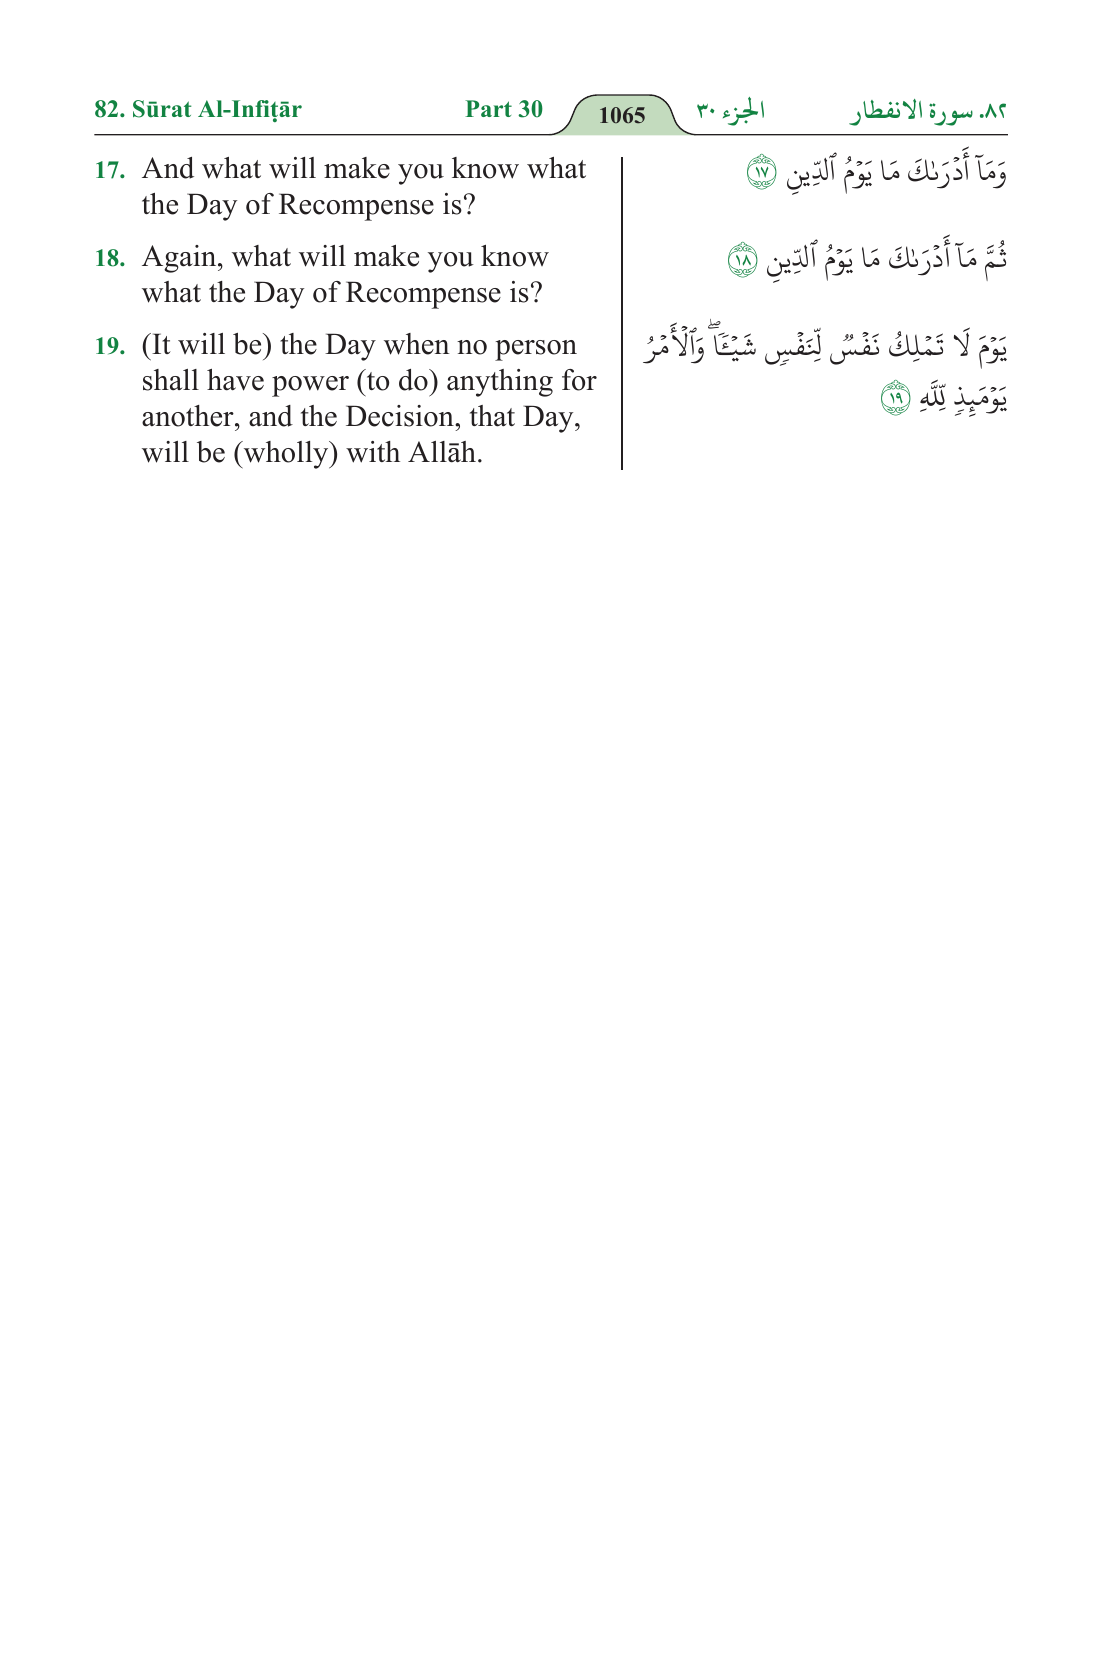 82. Sūrat Al-Infiṭār Part 30 1065 الجزء ٣٠ ٨٢. سورة الانفطار
17. And what will make you know what
the Day of Recompense is?
18. Again, what will make you know
what the Day of Recompense is?
19. (It will be) the Day when no person
shall have power (to do) anything for
another, and the Decision, that Day,
will be (wholly) with Allāh.
وَمَآ أَدۡرَىٰكَ مَا يَوۡمُ ٱلدِّينِ ١٧
ثُمَّ مَآ أَدۡرَىٰكَ مَا يَوۡمُ ٱلدِّينِ ١٨
يَوۡمَ لَا تَمۡلِكُ نَفۡسٞ لِّنَفۡسٖ شَيۡـٔٗاۖ وَٱلۡأَمۡرُ
يَوۡمَئِذٖ لِّلَّهِ ١٩